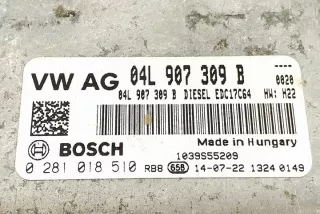 VW AG 04L 907 309 B ----
04L 907 309 B DIESEL EDC17C64 0020
HW: H22
Made in Hungary
BOSCH 1039S55209
0 281 018 510 RB8 65B 14-07-22 1324 0149